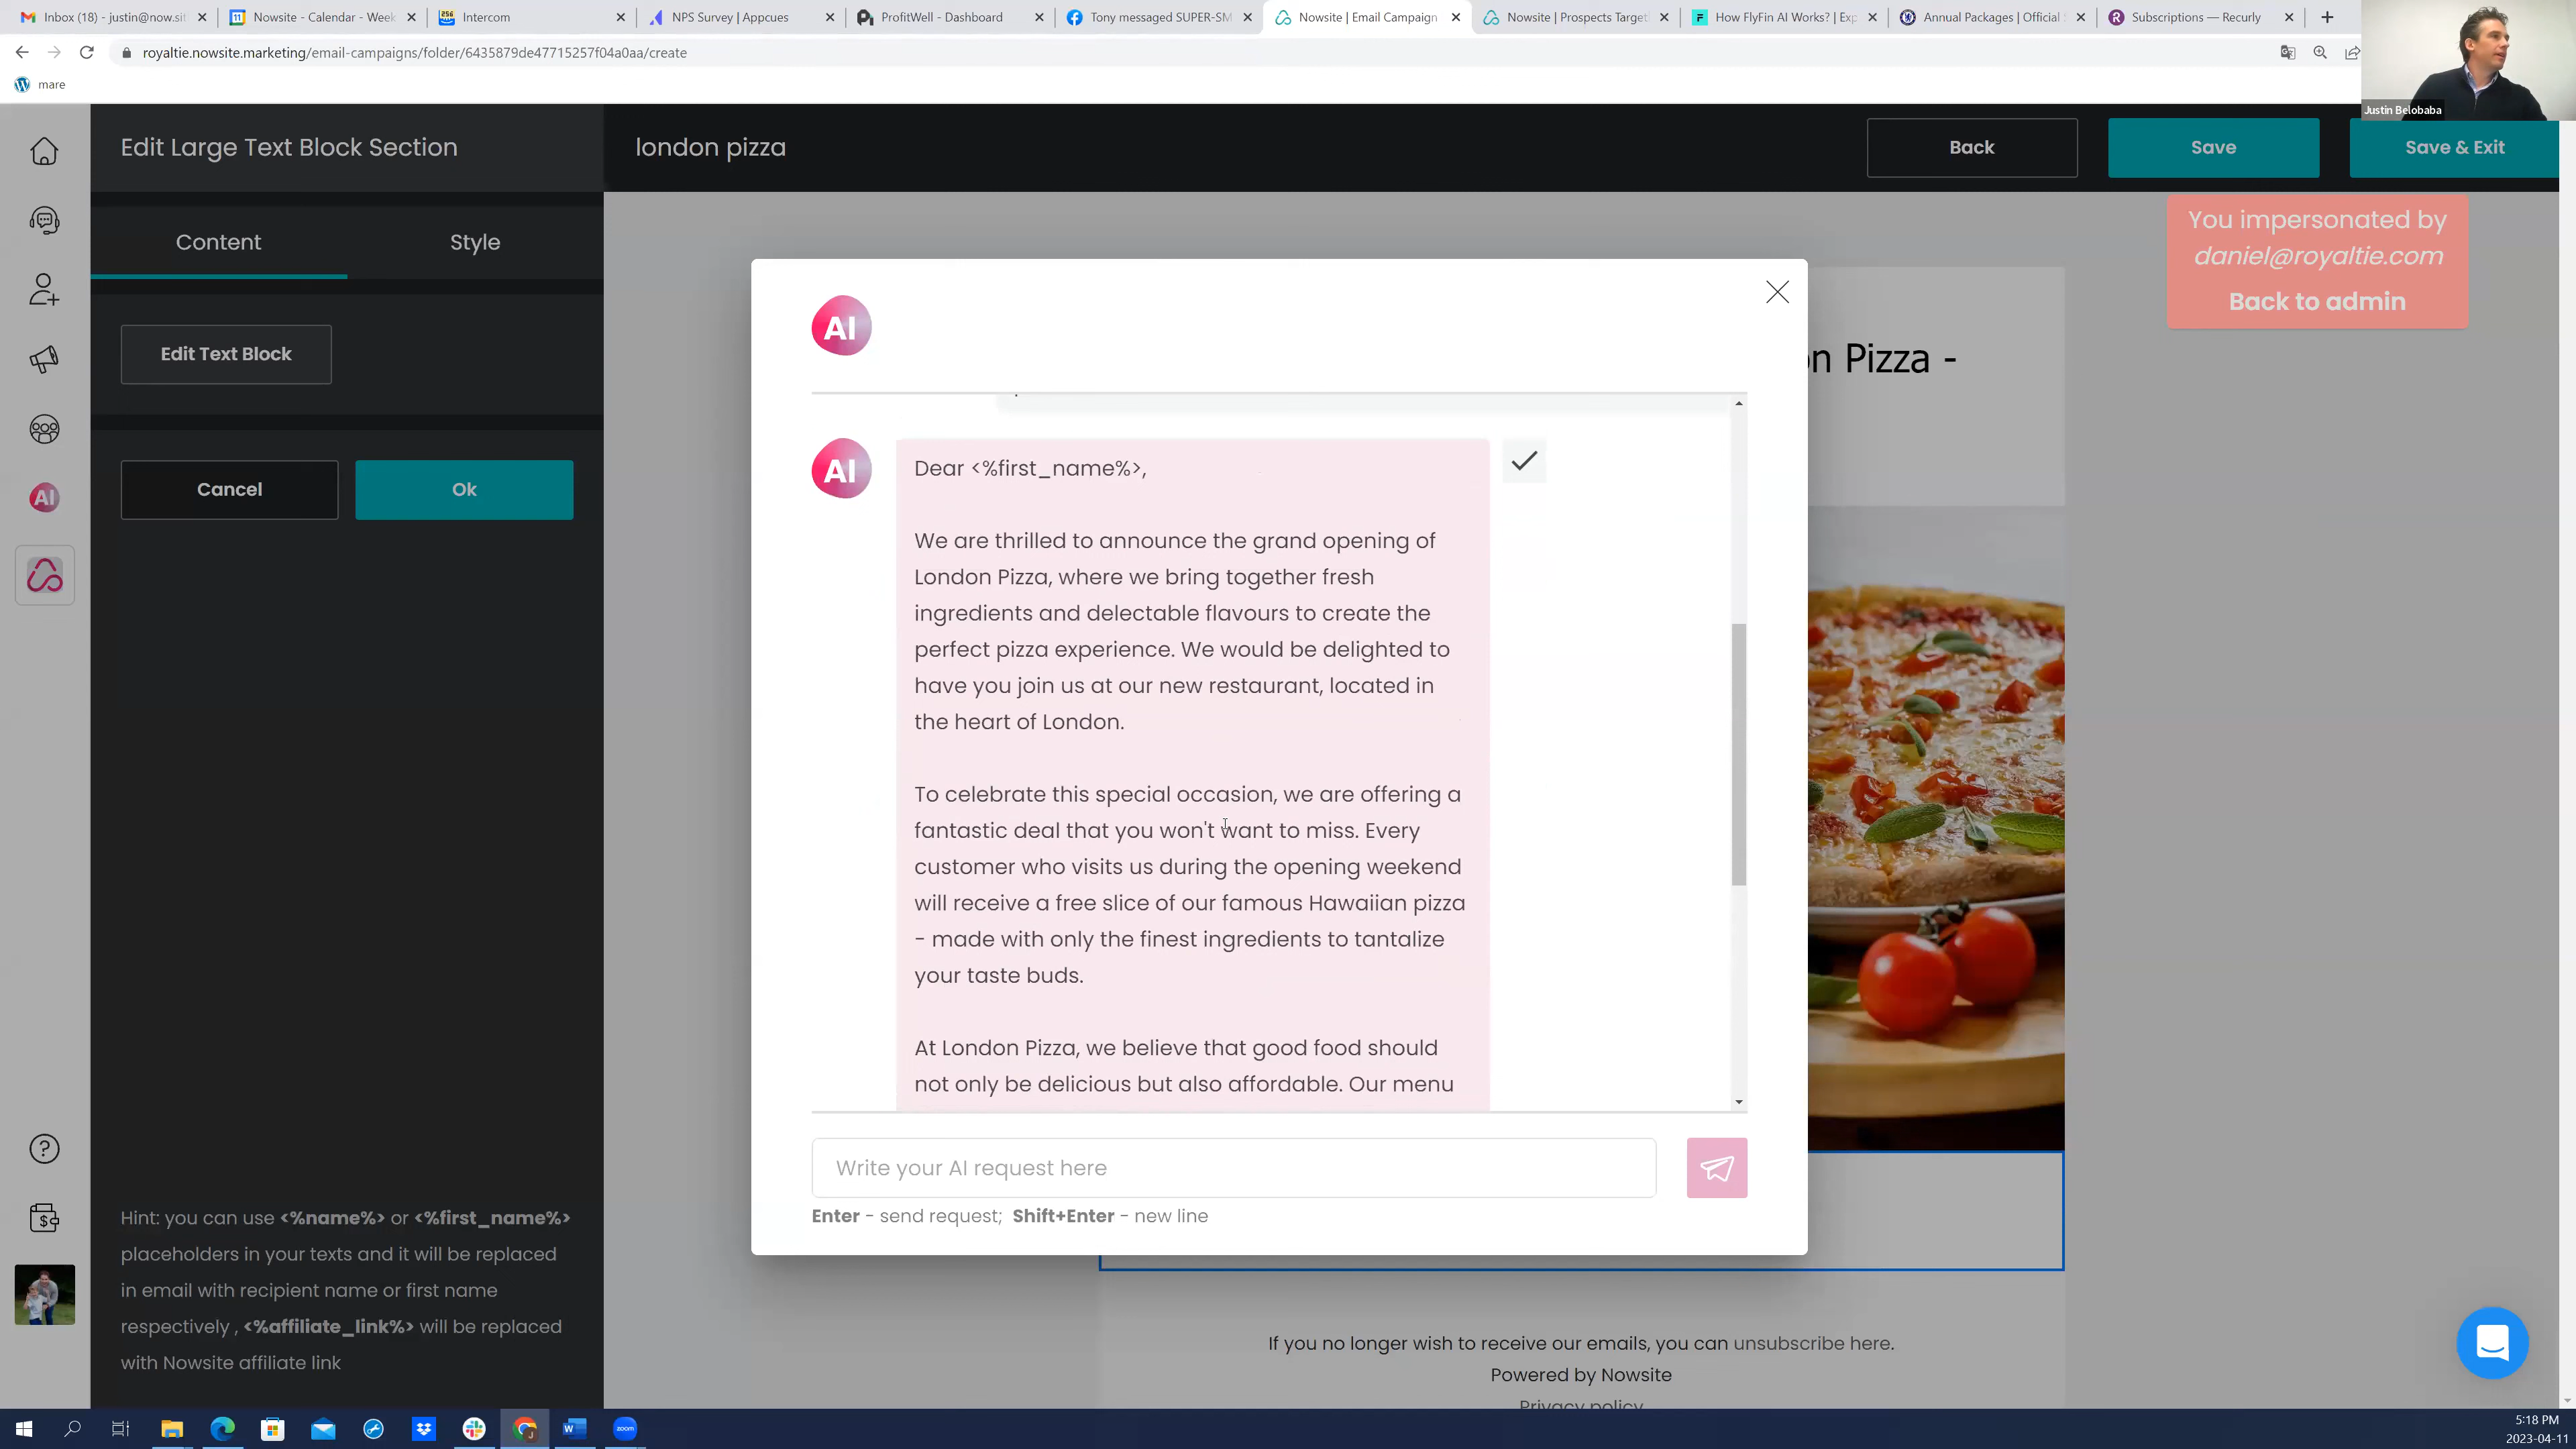 Inbox (18) - justin@now.sit
Nowsite - Calendar - Week
Intercom
NPS Survey | Appcues
ProfitWell - Dashboard
Tony messaged SUPER-SM
Nowsite | Email Campaign
Nowsite | Prospects Target
How FlyFin AI Works? | Exp
Annual Packages | Official
Subscriptions — Recurly
royaltie.nowsite.marketing/email-campaigns/folder/6435879de47715257f04a0aa/create
mare
Justin Belobaba
Edit Large Text Block Section
london pizza
Back
Save
Save & Exit
Content
Style
You impersonated by
daniel@royaltie.com
Back to admin
Edit Text Block
Cancel
Ok
AI
Hint: you can use <%name%> or <%first_name%>
placeholders in your texts and it will be replaced
in email with recipient name or first name
respectively , <%affiliate_link%> will be replaced
with Nowsite affiliate link
n Pizza -
AI
AI
Dear <%first_name%>,
We are thrilled to announce the grand opening of
London Pizza, where we bring together fresh
ingredients and delectable flavours to create the
perfect pizza experience. We would be delighted to
have you join us at our new restaurant, located in
the heart of London.
To celebrate this special occasion, we are offering a
fantastic deal that you won't want to miss. Every
customer who visits us during the opening weekend
will receive a free slice of our famous Hawaiian pizza
- made with only the finest ingredients to tantalize
your taste buds.
At London Pizza, we believe that good food should
not only be delicious but also affordable. Our menu
Write your AI request here
Enter - send request; Shift+Enter - new line
If you no longer wish to receive our emails, you can unsubscribe here.
Powered by Nowsite
Privacy policy
zoom
5:18 PM
2023-04-11